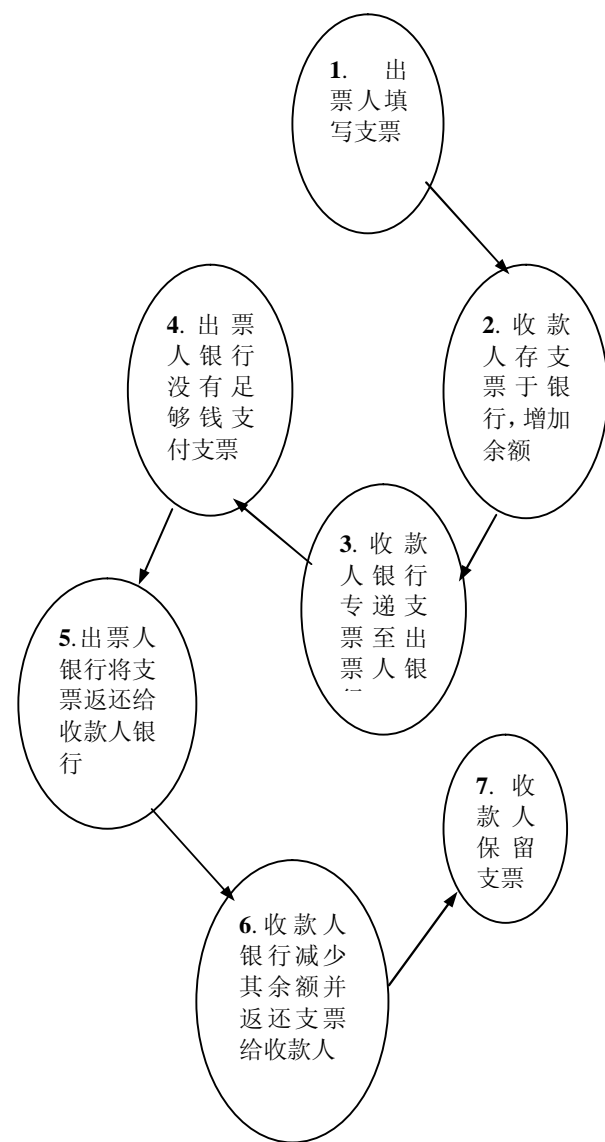 1. 出
票人填
写支票
2. 收款
人存支
票于银
行,增加
余额
3. 收款
人银行
专递支
票至出
票人银
4. 出票
人银行
没有足
够钱支
付支票
5.出票人
银行将支
票返还给
收款人银
行
6.收款人
银行减少
其余额并
返还支票
给收款人
7. 收
款人
保留
支票